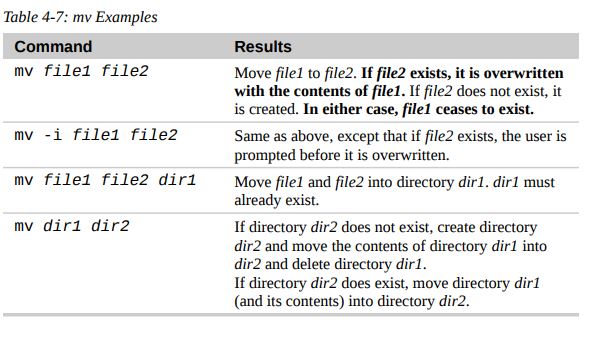 Table 4-7: mv Examples
Command Results
mv file1 file2 Move file1 to file2. If file2 exists, it is overwritten
with the contents of file1. If file2 does not exist, it
is created. In either case, file1 ceases to exist.
mv -i file1 file2 Same as above, except that if file2 exists, the user is
prompted before it is overwritten.
mv file1 file2 dir1 Move file1 and file2 into directory dir1. dir1 must
already exist.
mv dir1 dir2 If directory dir2 does not exist, create directory
dir2 and move the contents of directory dir1 into
dir2 and delete directory dir1.
If directory dir2 does exist, move directory dir1
(and its contents) into directory dir2.